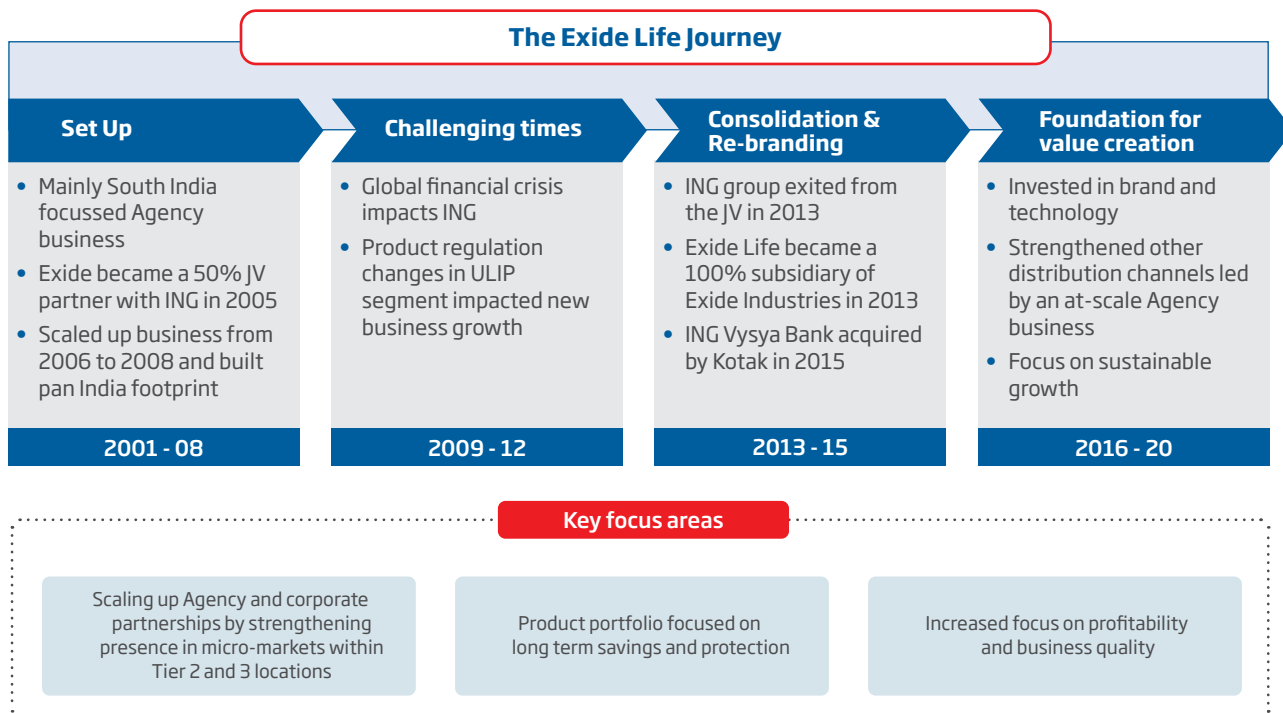 The Exide Life Journey
Set Up
• Mainly South India
focussed Agency
business
• Exide became a 50% JV
partner with ING in 2005
• Scaled up business from
2006 to 2008 and built
pan India footprint
2001 - 08
Challenging times
• Global financial crisis
impacts ING
• Product regulation
changes in ULIP
segment impacted new
business growth
2009 - 12
Consolidation &
Re-branding
• ING group exited from
the JV in 2013
• Exide Life became a
100% subsidiary of
Exide Industries in 2013
• ING Vysya Bank acquired
by Kotak in 2015
2013 - 15
Foundation for
value creation
• Invested in brand and
technology
• Strengthened other
distribution channels led
by an at-scale Agency
business
• Focus on sustainable
growth
2016 - 20
Key focus areas
Scaling up Agency and corporate
partnerships by strengthening
presence in micro-markets within
Tier 2 and 3 locations
Product portfolio focused on
long term savings and protection
Increased focus on profitability
and business quality